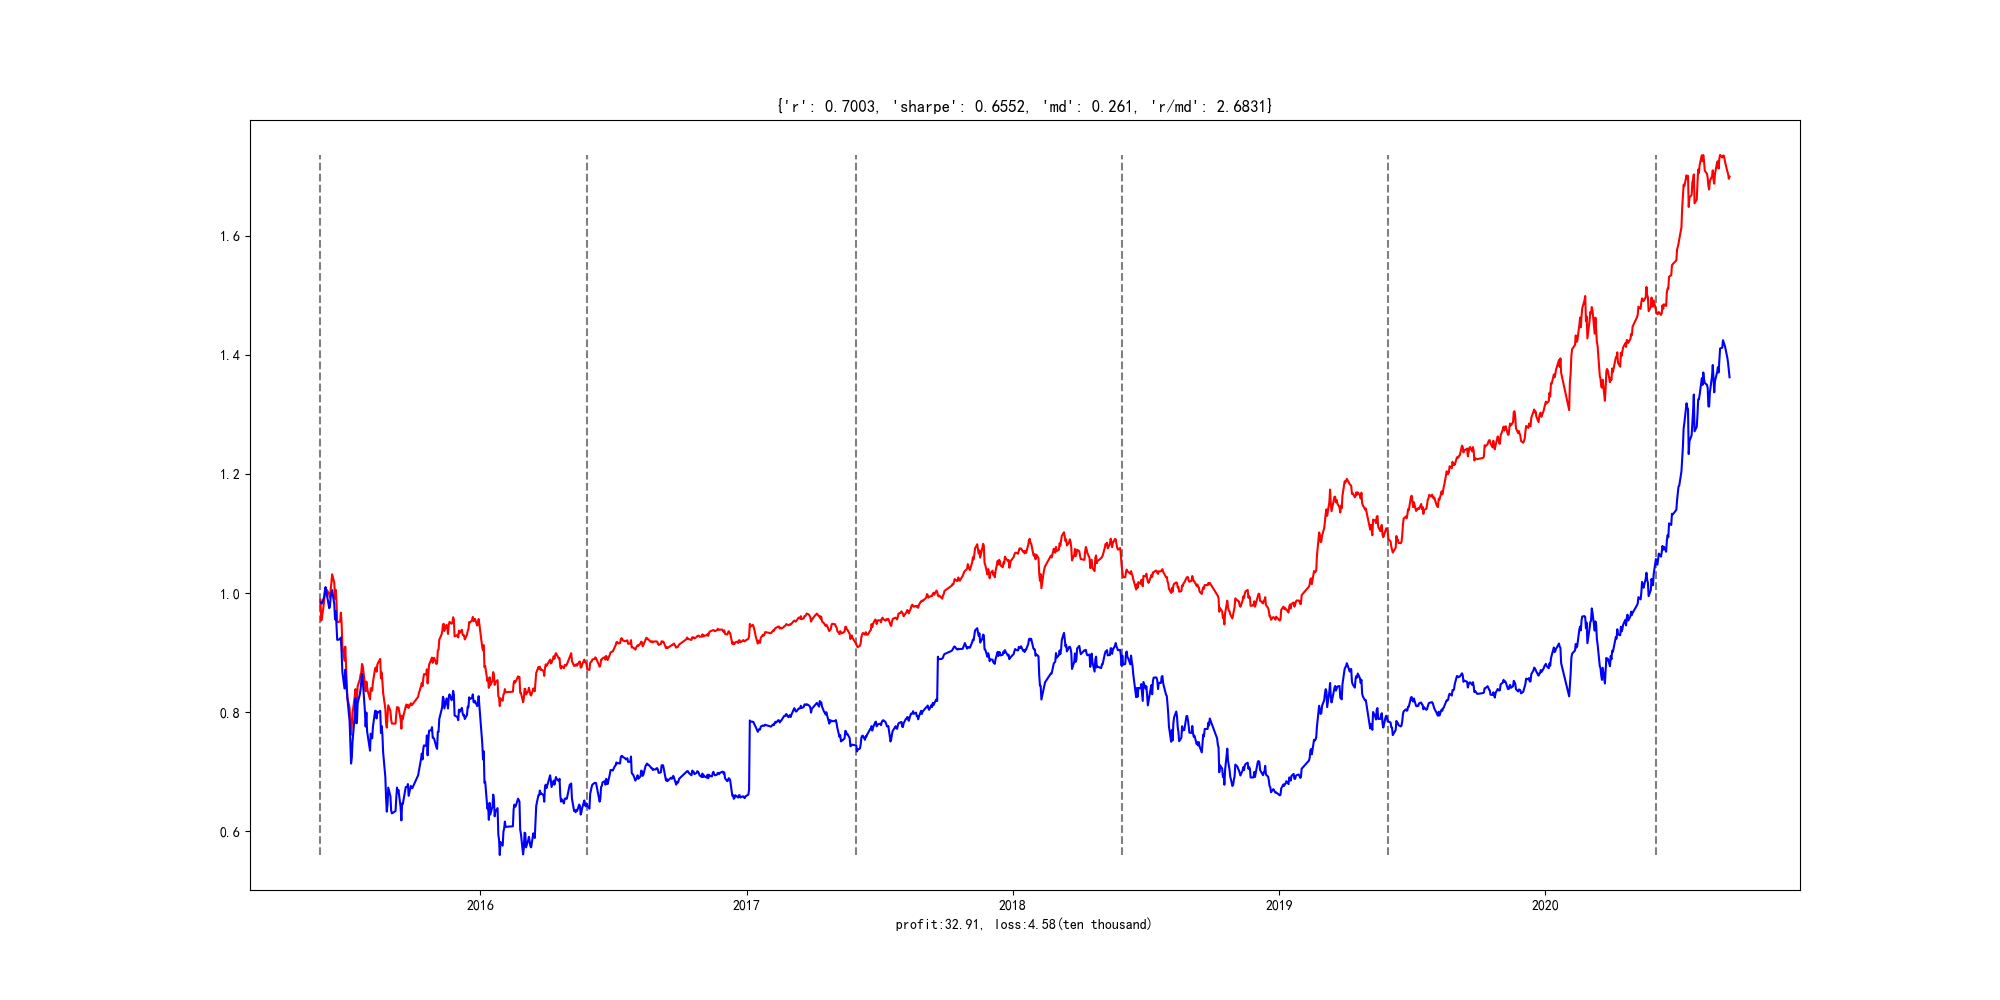 {'r': 0.7003, 'sharpe': 0.6552, 'md': 0.261, 'r/md': 2.6831}
1.6
1.4
1.2
1.0
0.8
0.6
2016 2017 2018 2019 2020
profit:32.91, loss:4.58(ten thousand)